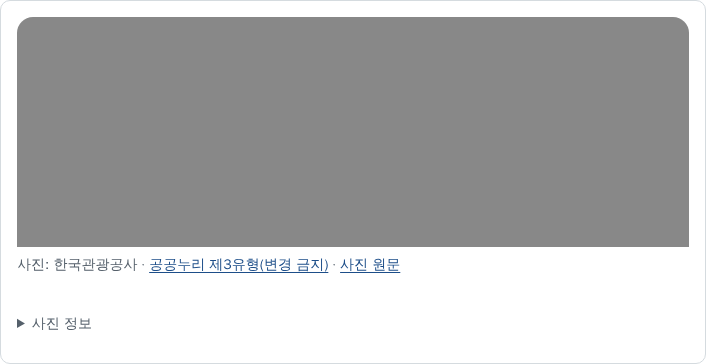 사진: 한국관광공사 · 공공누리 제3유형(변경 금지) · 사진 원문
▶ 사진 정보